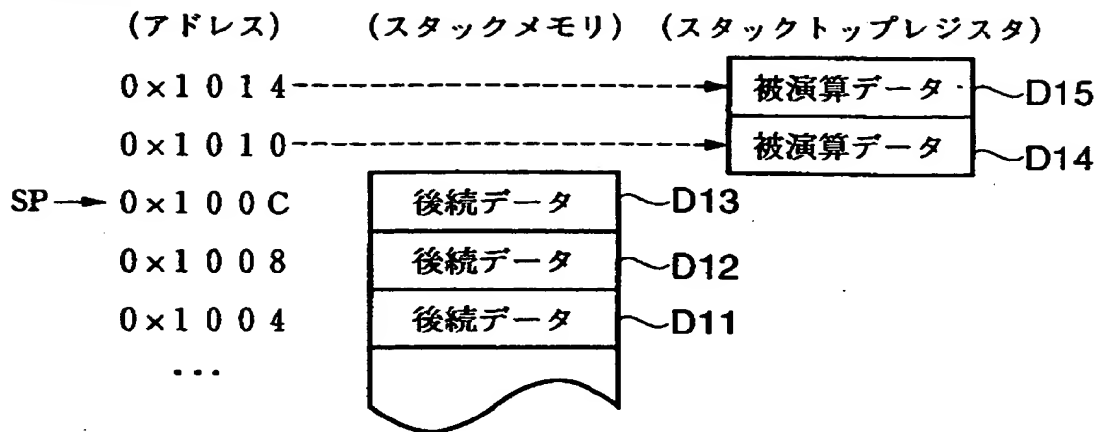 (アドレス) (スタックメモリ) (スタックトップレジスタ)
0×1014 被演算データ D15
0×1010 被演算データ D14
SP 0×100C 後続データ D13
0×1008 後続データ D12
0×1004 後続データ D11
...